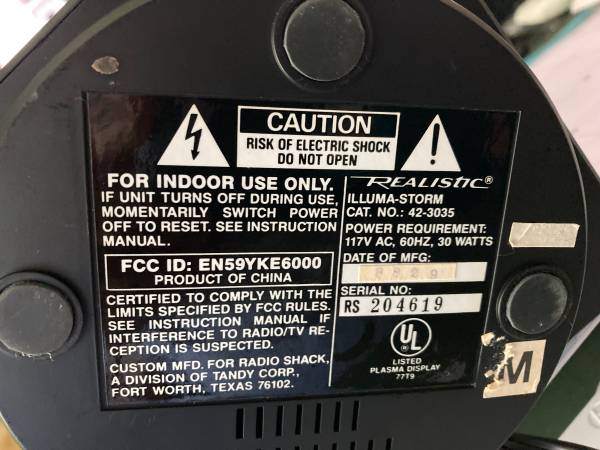 CAUTION
RISK OF ELECTRIC SHOCK
DO NOT OPEN
FOR INDOOR USE ONLY.
IF UNIT TURNS OFF DURING USE,
MOMENTARILY SWITCH POWER
OFF TO RESET. SEE INSTRUCTION
MANUAL.
FCC ID: EN59YKE6000
PRODUCT OF CHINA
CERTIFIED TO COMPLY WITH THE
LIMITS SPECIFIED BY FCC RULES.
SEE INSTRUCTION MANUAL IF
INTERFERENCE TO RADIO/TV RE-
CEPTION IS SUSPECTED.
CUSTOM MFD. FOR RADIO SHACK,
A DIVISION OF TANDY CORP.,
FORT WORTH, TEXAS 76102.
REALISTIC®
ILLUMA-STORM
CAT. NO.: 42-3035
POWER REQUIREMENT:
117V AC, 60HZ, 30 WATTS
DATE OF MFG:
8829
SERIAL NO:
RS 204619
UL
LISTED
PLASMA DISPLAY
77T9
M